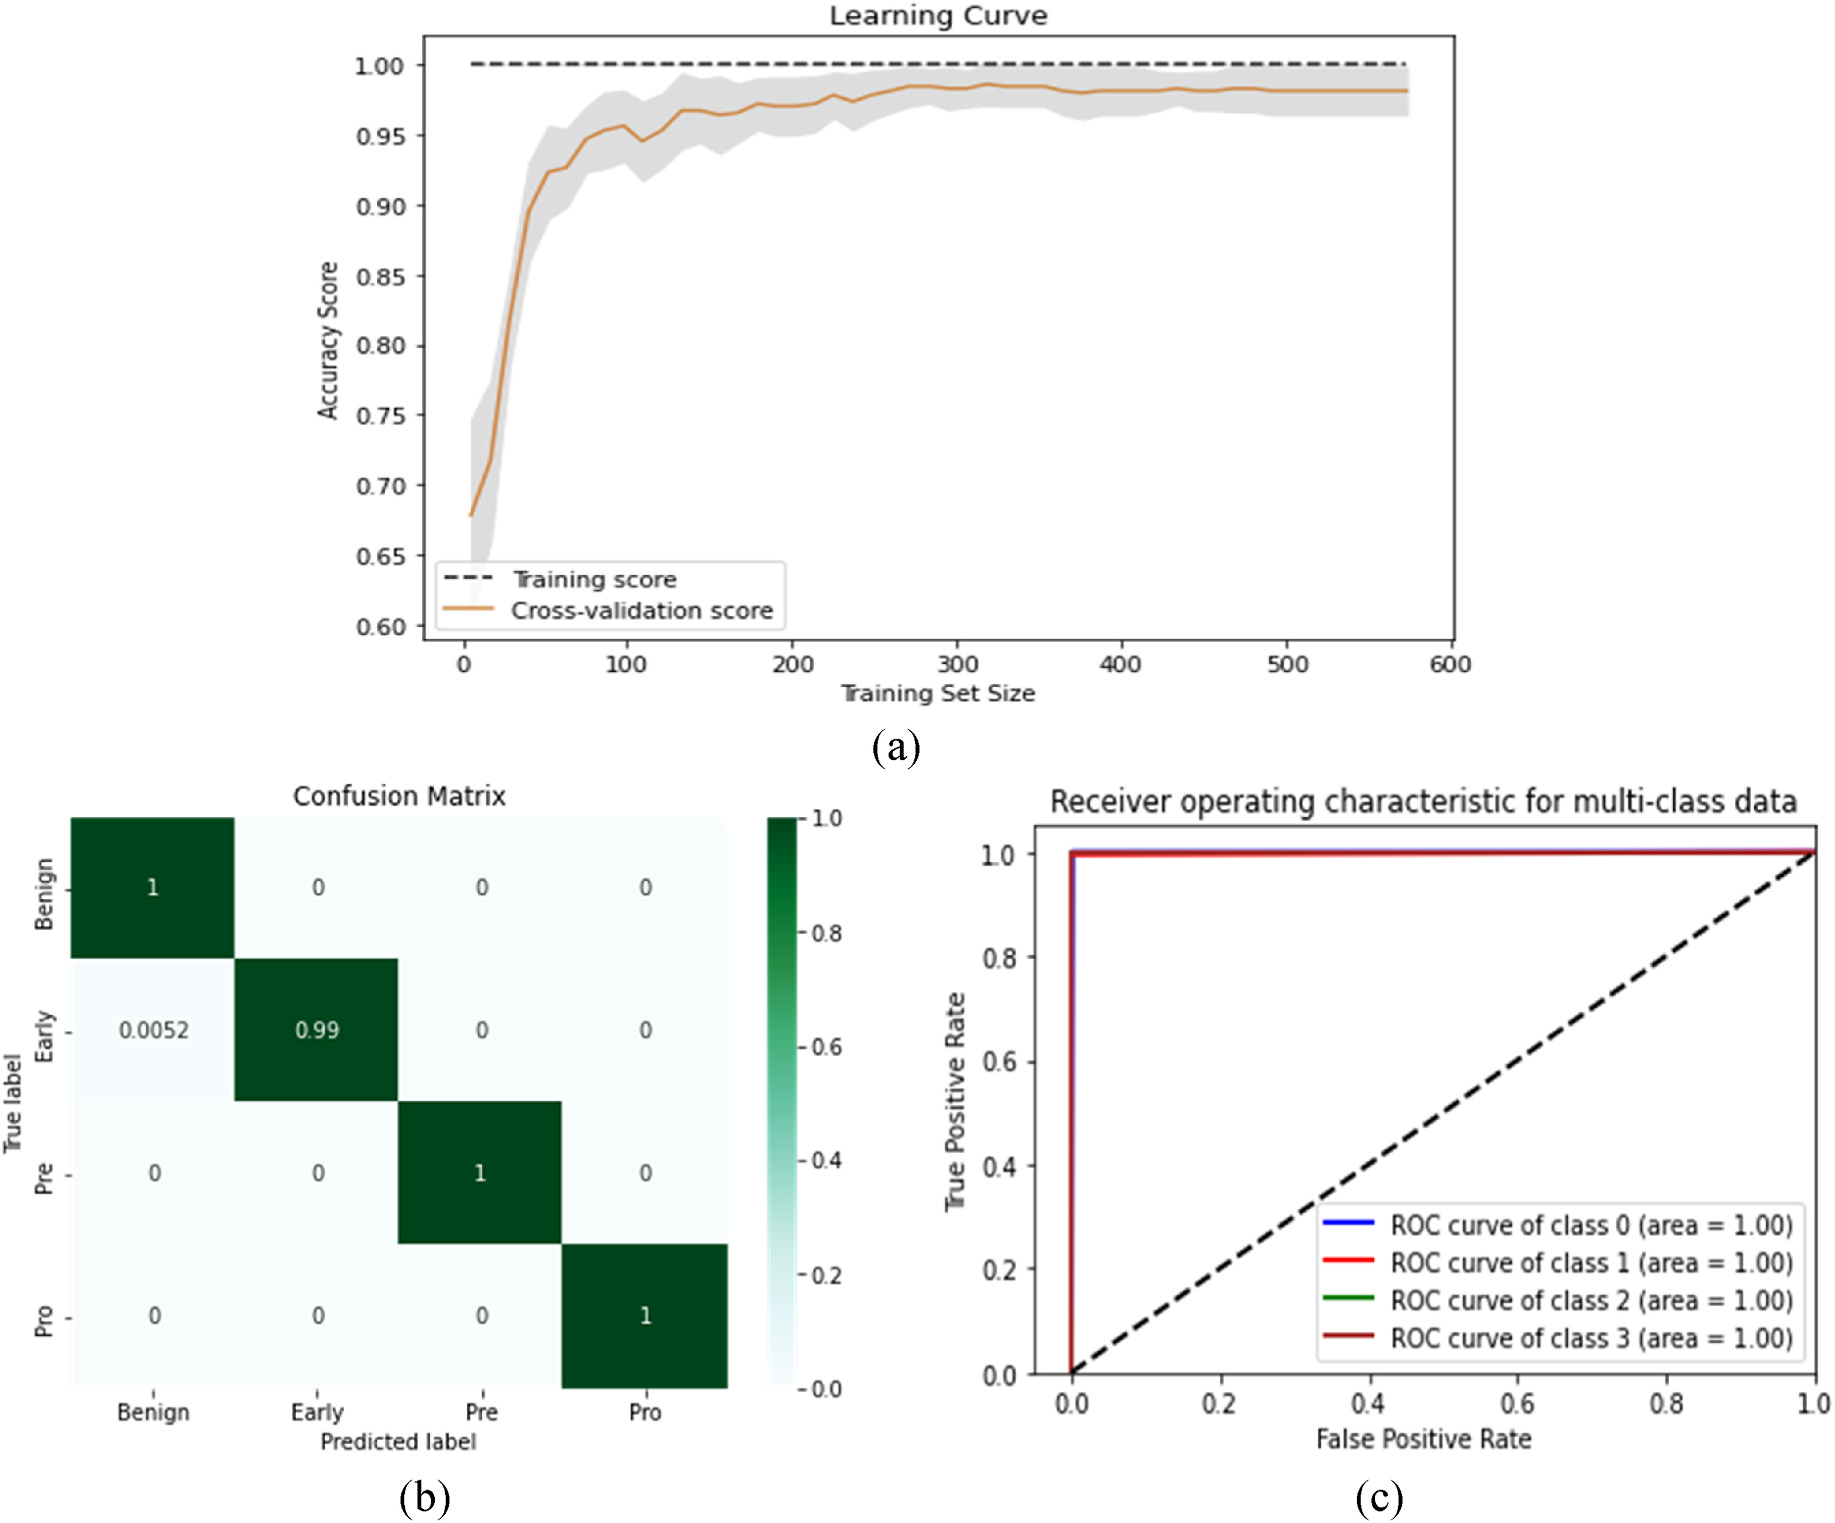 Learning Curve
1.00
0.95
0.90
0.85
0.80
0.75
0.70
0.65
0.60
Accuracy Score
Training score
Cross-validation score
0 100 200 300 400 500 600
Training Set Size
(a)
Confusion Matrix
Benign 1 0 0 0
Early 0.0052 0.99 0 0
Pre 0 0 1 0
Pro 0 0 0 1
True label
Benign Early Pre Pro
Predicted label
1.0
0.8
0.6
0.4
0.2
0.0
(b)
Receiver operating characteristic for multi-class data
1.0
0.8
0.6
0.4
0.2
0.0
True Positive Rate
ROC curve of class 0 (area = 1.00)
ROC curve of class 1 (area = 1.00)
ROC curve of class 2 (area = 1.00)
ROC curve of class 3 (area = 1.00)
0.0 0.2 0.4 0.6 0.8 1.0
False Positive Rate
(c)